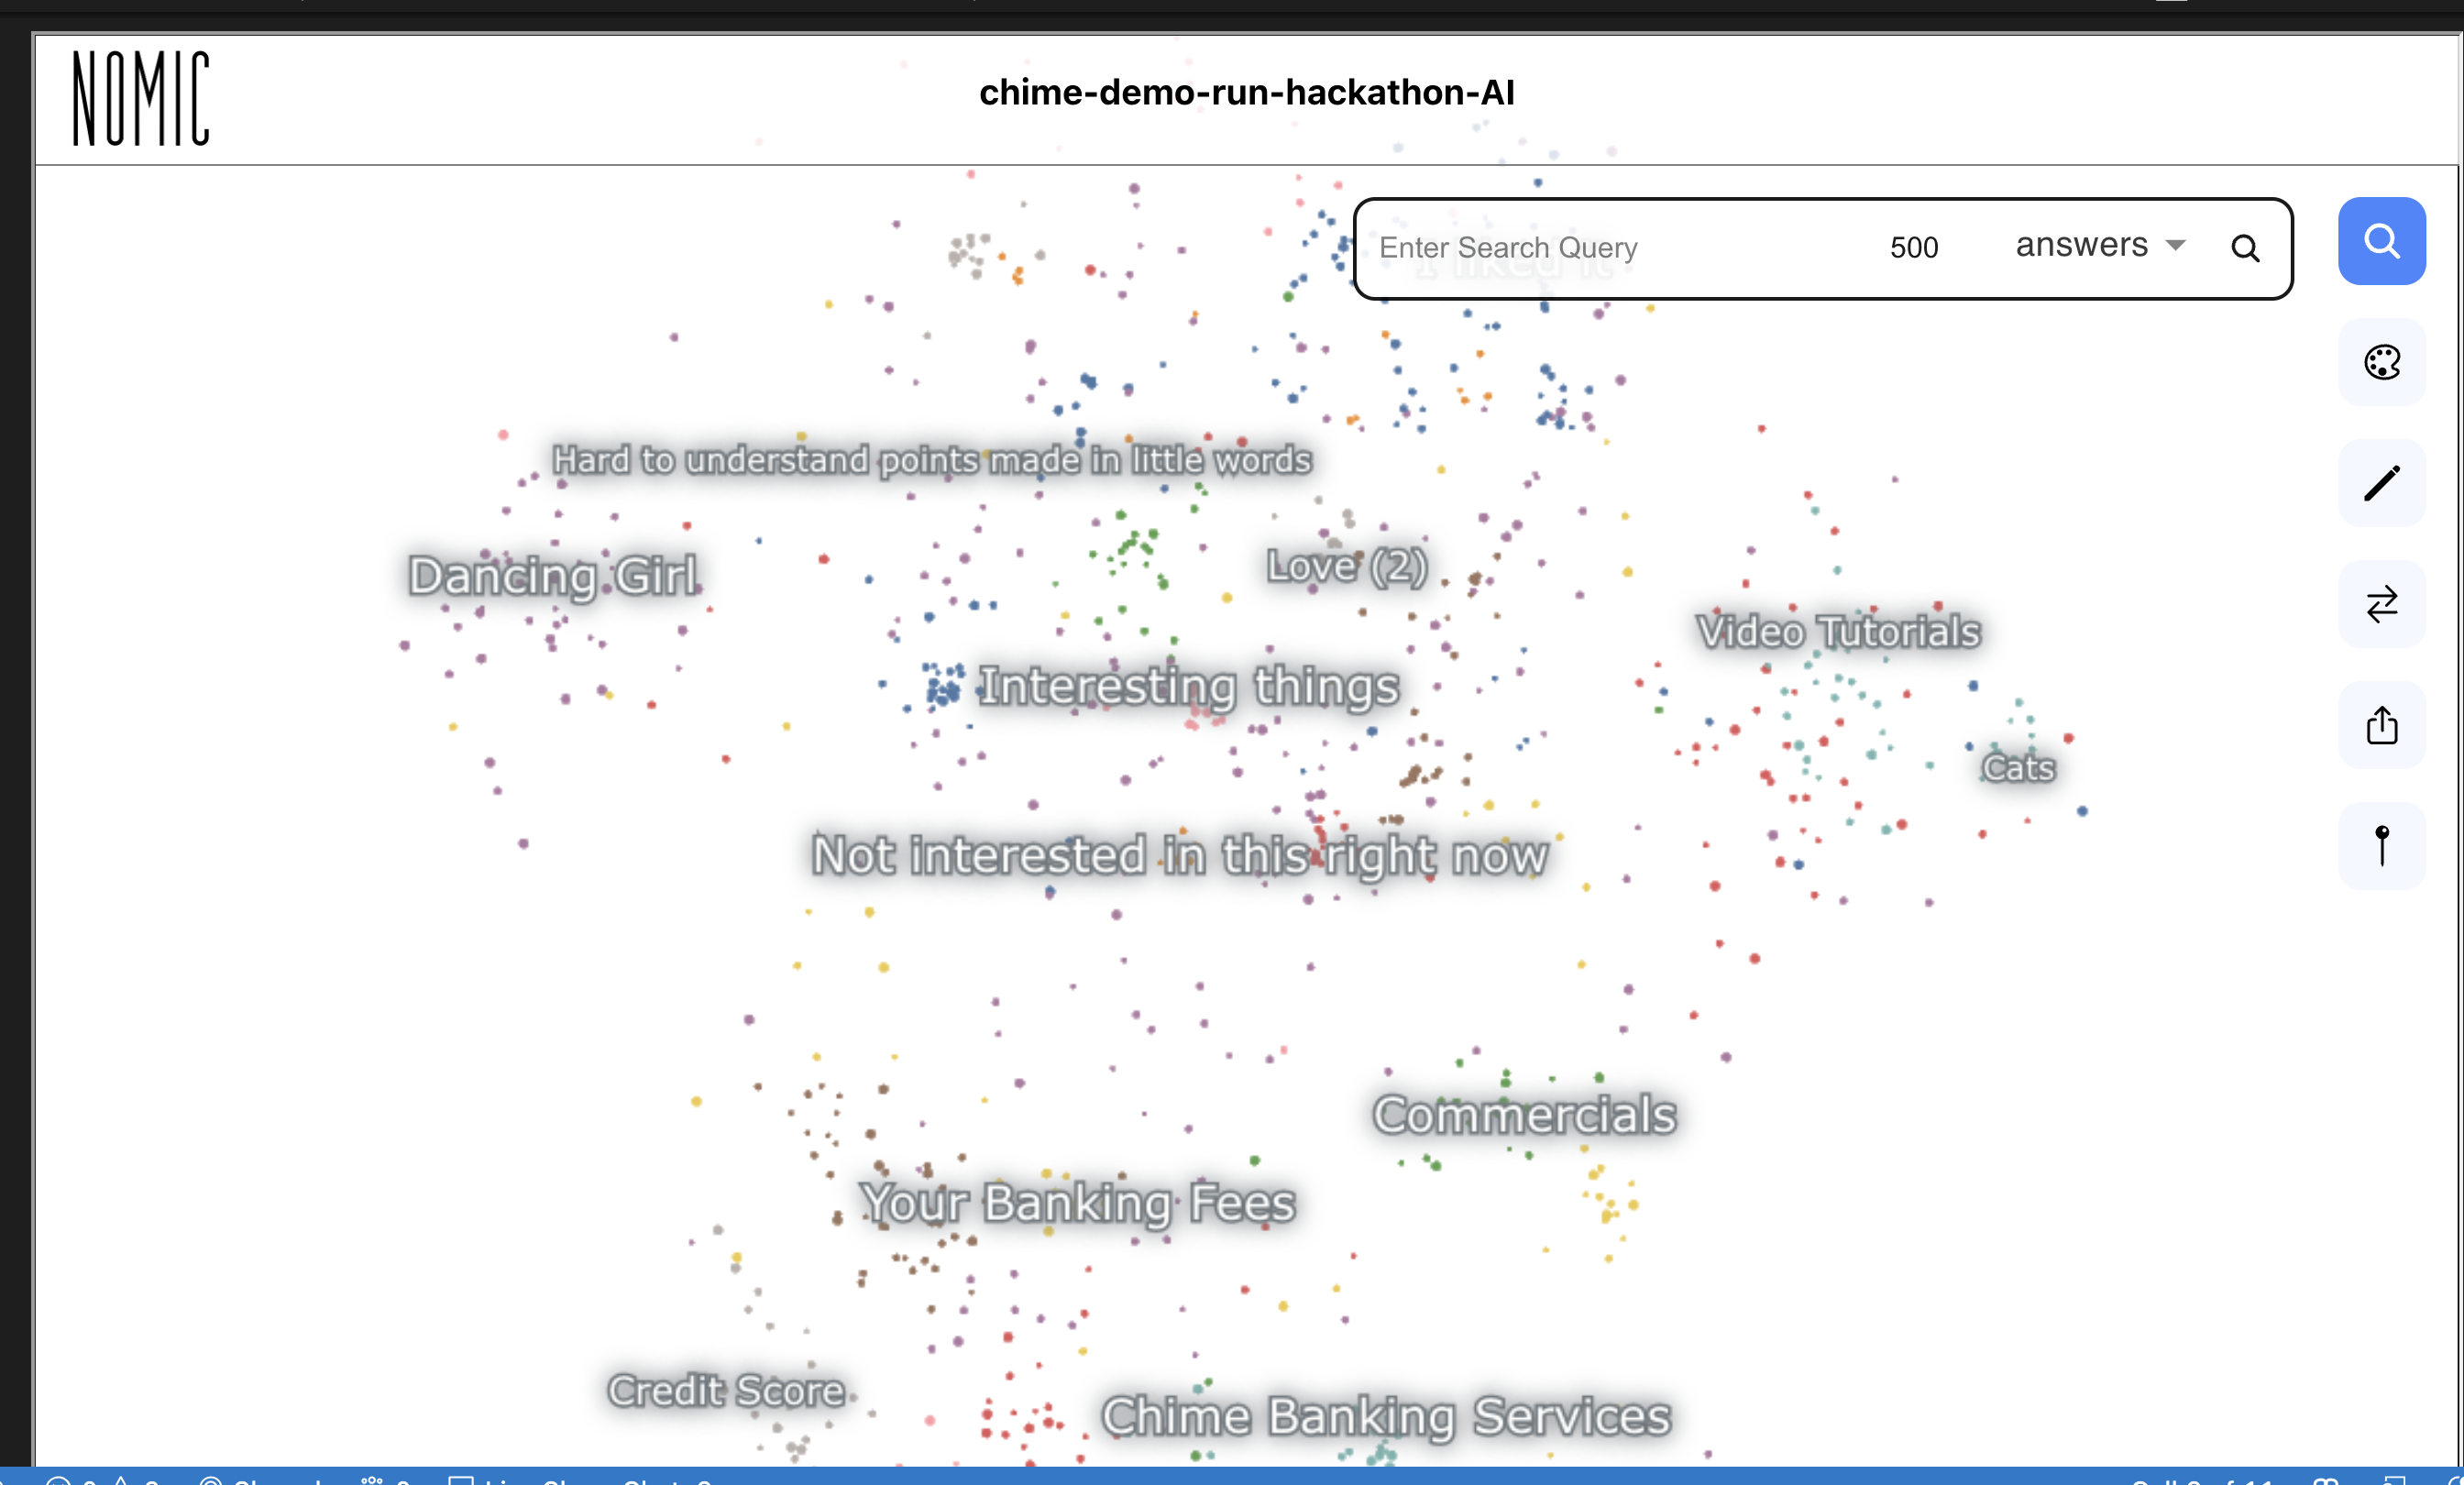 NOMIC
chime-demo-run-hackathon-AI
Enter Search Query 500 answers
I liked it
Hard to understand points made in little words
Dancing Girl
Love (2)
Video Tutorials
Interesting things
Cats
Not interested in this right now
Commercials
Your Banking Fees
Credit Score
Chime Banking Services